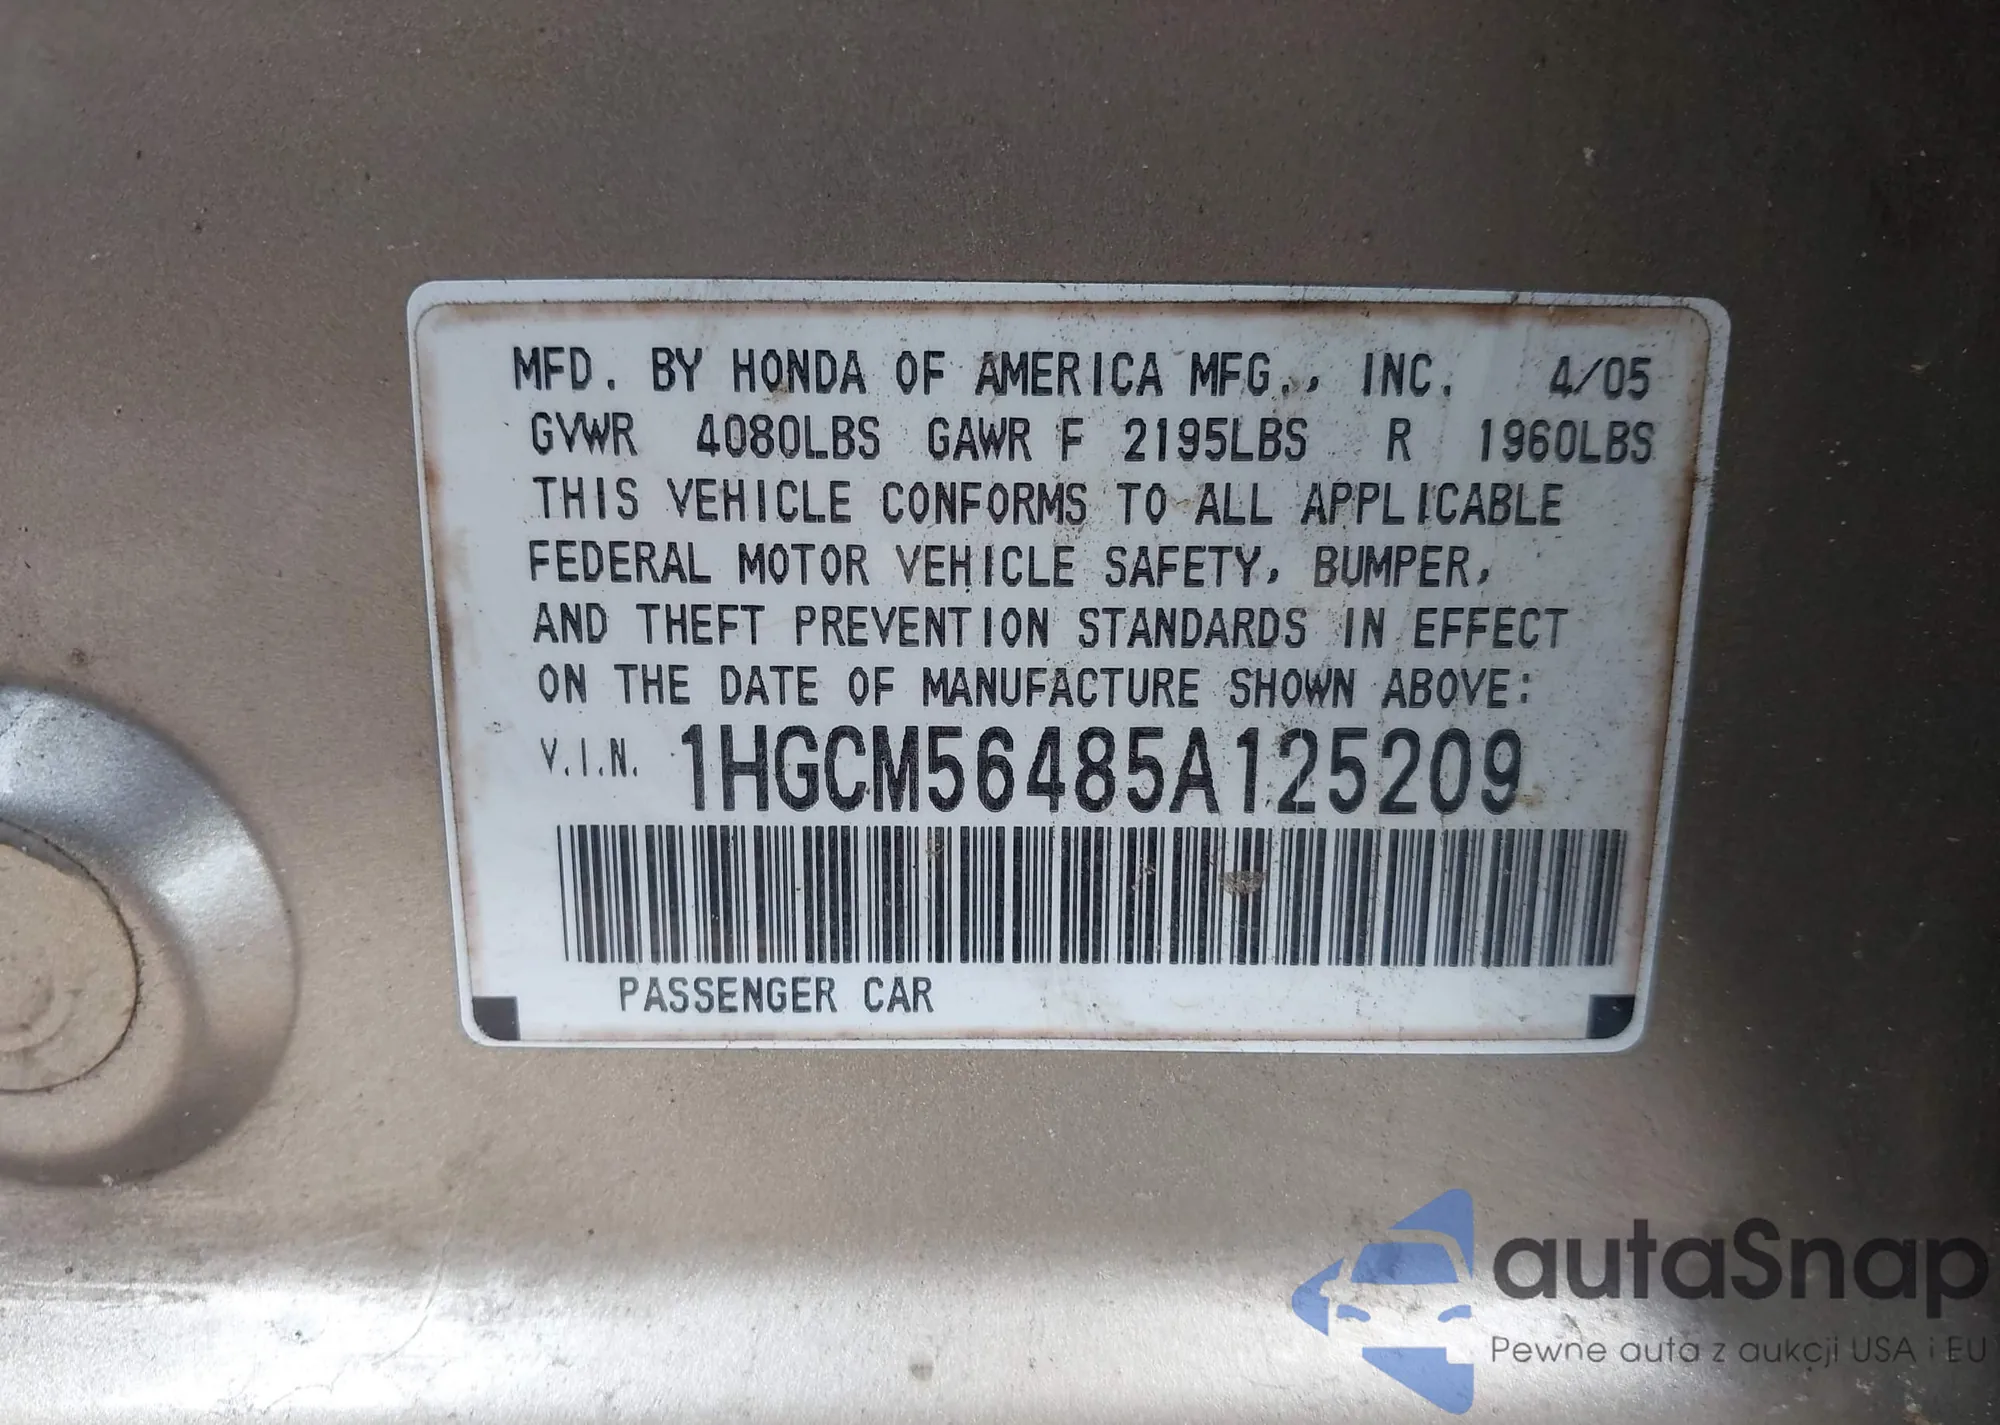 MFD. BY HONDA OF AMERICA MFG., INC. 4/05
GVWR 4080LBS GAWR F 2195LBS R 1960LBS
THIS VEHICLE CONFORMS TO ALL APPLICABLE
FEDERAL MOTOR VEHICLE SAFETY, BUMPER,
AND THEFT PREVENTION STANDARDS IN EFFECT
ON THE DATE OF MANUFACTURE SHOWN ABOVE:
V.I.N. 1HGCM56485A125209
PASSENGER CAR
autaSnap
Pewne auta z aukcji USA i EU